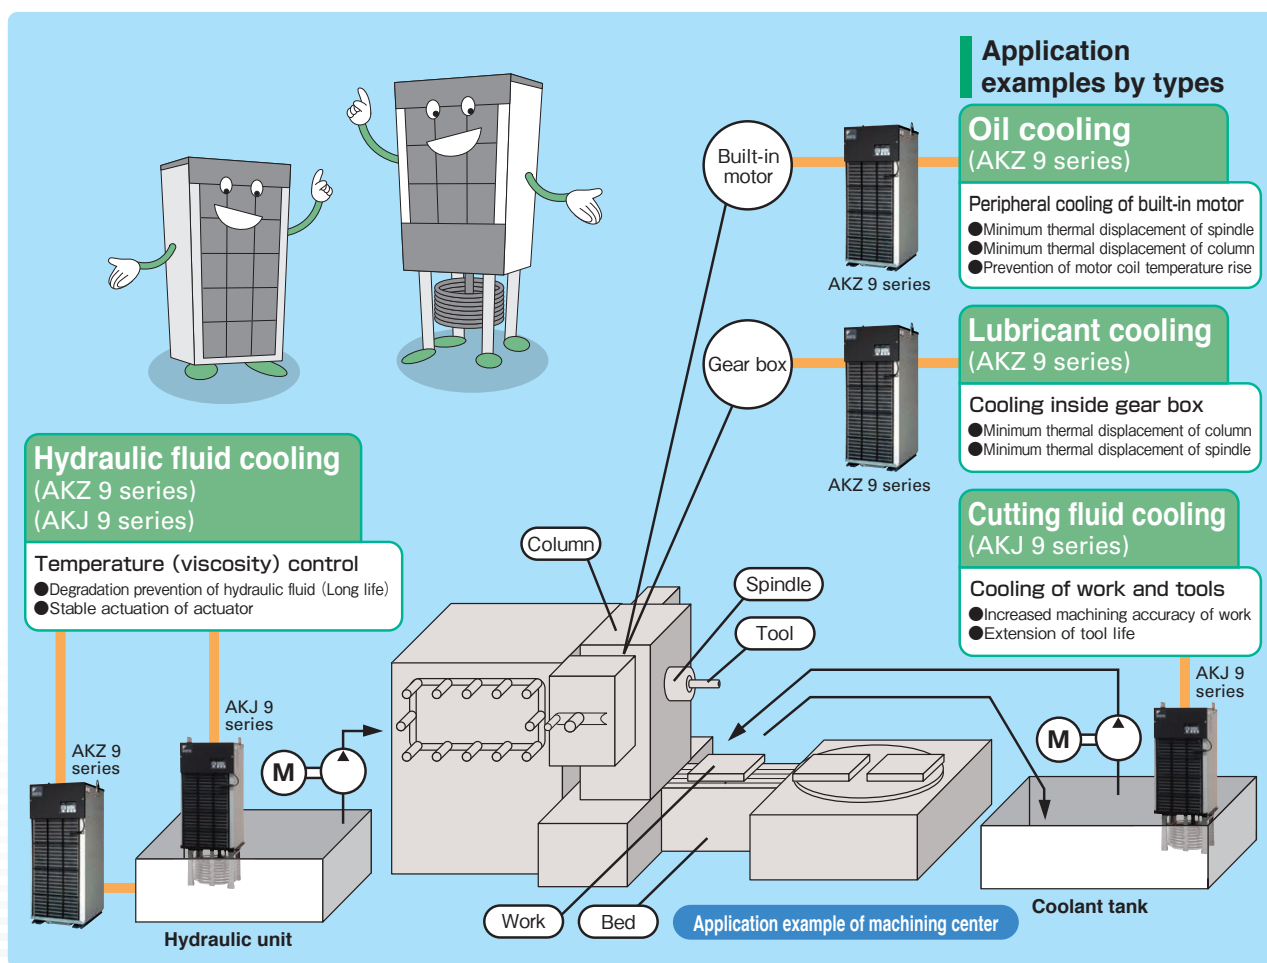 Application
examples by types
Oil cooling
(AKZ 9 series)
Peripheral cooling of built-in motor
●Minimum thermal displacement of spindle
●Minimum thermal displacement of column
●Prevention of motor coil temperature rise
Built-in
motor
AKZ 9 series
Lubricant cooling
(AKZ 9 series)
Cooling inside gear box
●Minimum thermal displacement of column
●Minimum thermal displacement of spindle
Gear box
AKZ 9 series
Hydraulic fluid cooling
(AKZ 9 series)
(AKJ 9 series)
Temperature (viscosity) control
●Degradation prevention of hydraulic fluid (Long life)
●Stable actuation of actuator
Cutting fluid cooling
(AKJ 9 series)
Cooling of work and tools
●Increased machining accuracy of work
●Extension of tool life
Column
Spindle
Tool
AKJ 9
series
AKJ 9
series
AKZ 9
series
M
M
Work
Bed
Application example of machining center
Coolant tank
Hydraulic unit